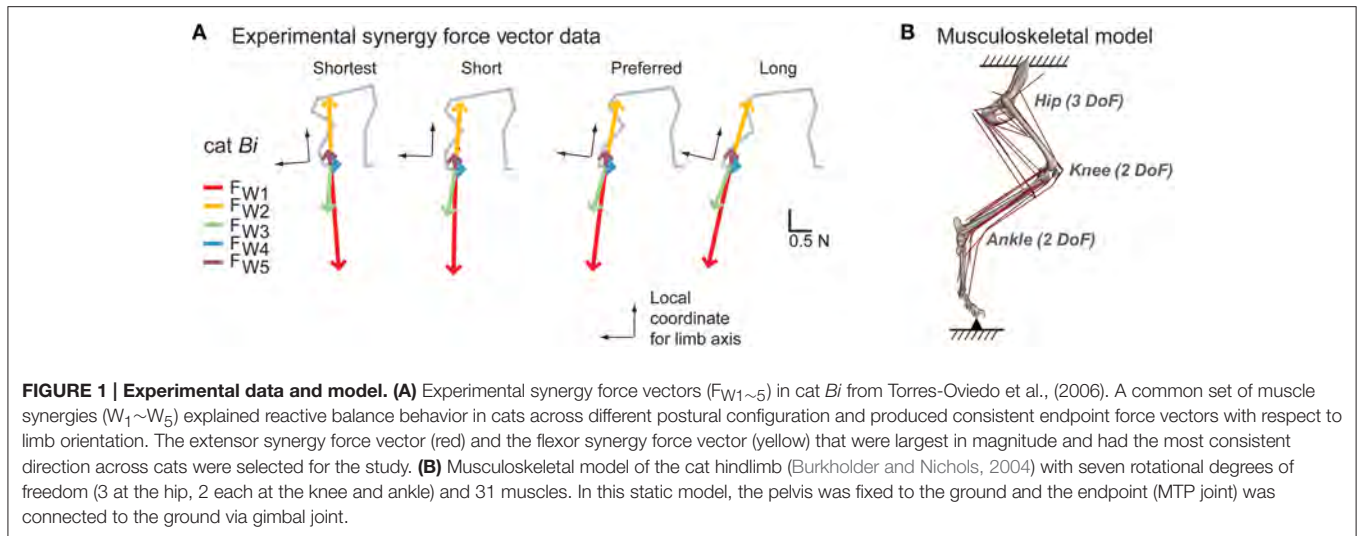 A Experimental synergy force vector data
Shortest Short Preferred Long
cat Bi
FW1
FW2
FW3
FW4
FW5
0.5 N
Local
coordinate
for limb axis
B Musculoskeletal model
Hip (3 DoF)
Knee (2 DoF)
Ankle (2 DoF)
FIGURE 1 | Experimental data and model. (A) Experimental synergy force vectors (FW1∼5) in cat Bi from Torres-Oviedo et al., (2006). A common set of muscle
synergies (W1∼W5) explained reactive balance behavior in cats across different postural configuration and produced consistent endpoint force vectors with respect to
limb orientation. The extensor synergy force vector (red) and the flexor synergy force vector (yellow) that were largest in magnitude and had the most consistent
direction across cats were selected for the study. (B) Musculoskeletal model of the cat hindlimb (Burkholder and Nichols, 2004) with seven rotational degrees of
freedom (3 at the hip, 2 each at the knee and ankle) and 31 muscles. In this static model, the pelvis was fixed to the ground and the endpoint (MTP joint) was
connected to the ground via gimbal joint.